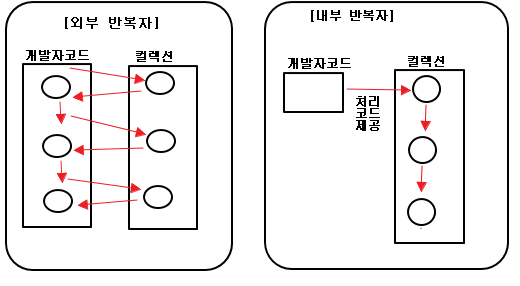 [외부 반복자]
개발자코드
컬렉션
[내부 반복자]
개발자코드
컬렉션
처리
코드
제공